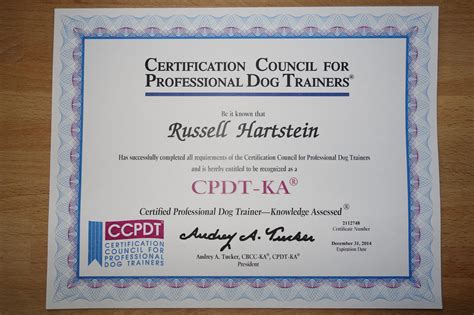 CERTIFICATION COUNCIL FOR
PROFESSIONAL DOG TRAINERS®
Be it known that
Russell Hartstein
Has successfully completed all requirements of the Certification Council for Professional Dog Trainers
and is hereby entitled to be recognized as a
CPDT-KA®
Certified Professional Dog Trainer—Knowledge Assessed®
2112748
Certificate Number
CCPDT
CERTIFICATION
COUNCIL FOR
PROFESSIONAL
DOG TRAINERS
Audrey A. Tucker
Audrey A. Tucker, CBCC-KA®, CPDT-KA®
President
December 31, 2014
Expiration Date